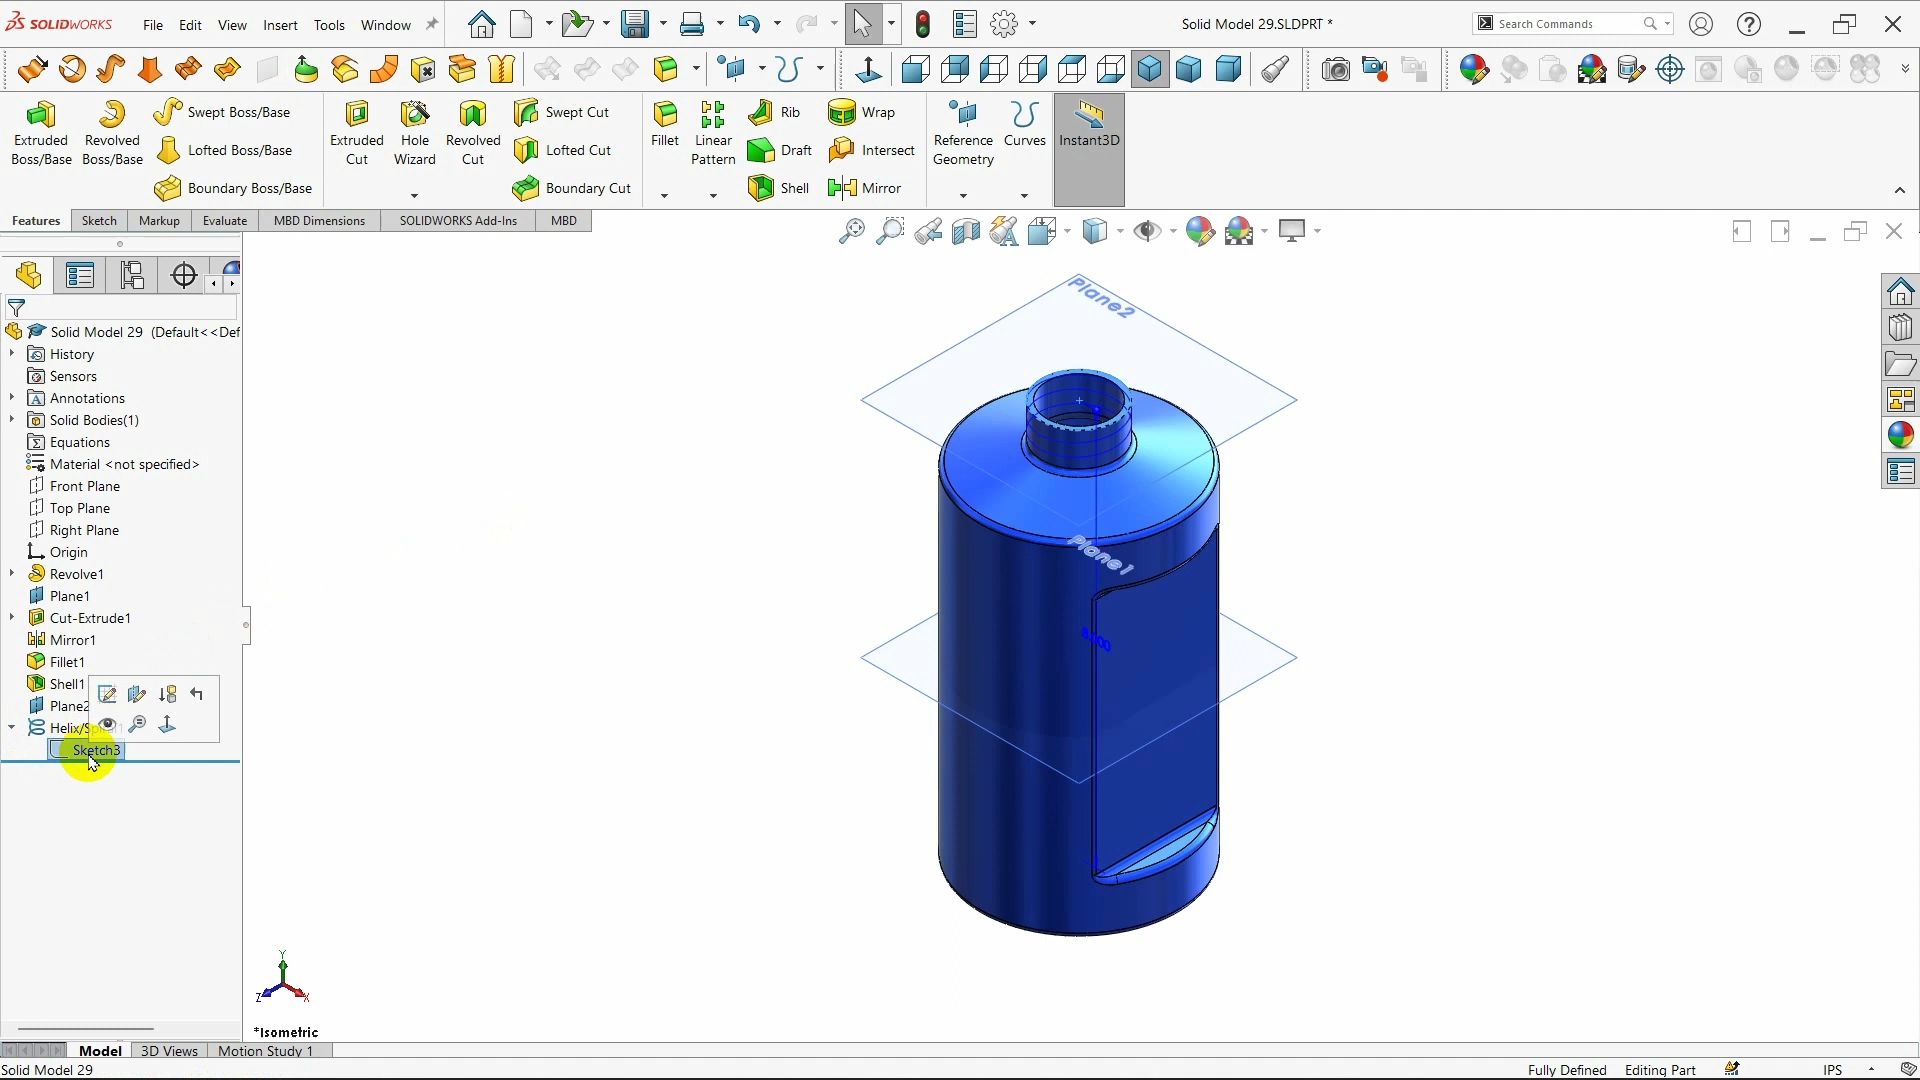 SOLIDWORKS File Edit View Insert Tools Window
Solid Model 29.SLDPRT *
Search Commands
Extruded Boss/Base
Revolved Boss/Base
Swept Boss/Base
Lofted Boss/Base
Boundary Boss/Base
Extruded Cut
Hole Wizard
Revolved Cut
Swept Cut
Lofted Cut
Boundary Cut
Fillet
Linear Pattern
Rib
Draft
Shell
Wrap
Intersect
Mirror
Reference Geometry
Curves
Instant3D
Features Sketch Markup Evaluate MBD Dimensions SOLIDWORKS Add-Ins MBD
Solid Model 29 (Default<<Def
History
Sensors
Annotations
Solid Bodies(1)
Equations
Material <not specified>
Front Plane
Top Plane
Right Plane
Origin
Revolve1
Plane1
Cut-Extrude1
Mirror1
Fillet1
Shell1
Plane2
Helix/Spiral1
Sketch3
Plane2
Plane1
Y
Z
X
*Isometric
Model 3D Views Motion Study 1
Solid Model 29
Fully Defined Editing Part IPS